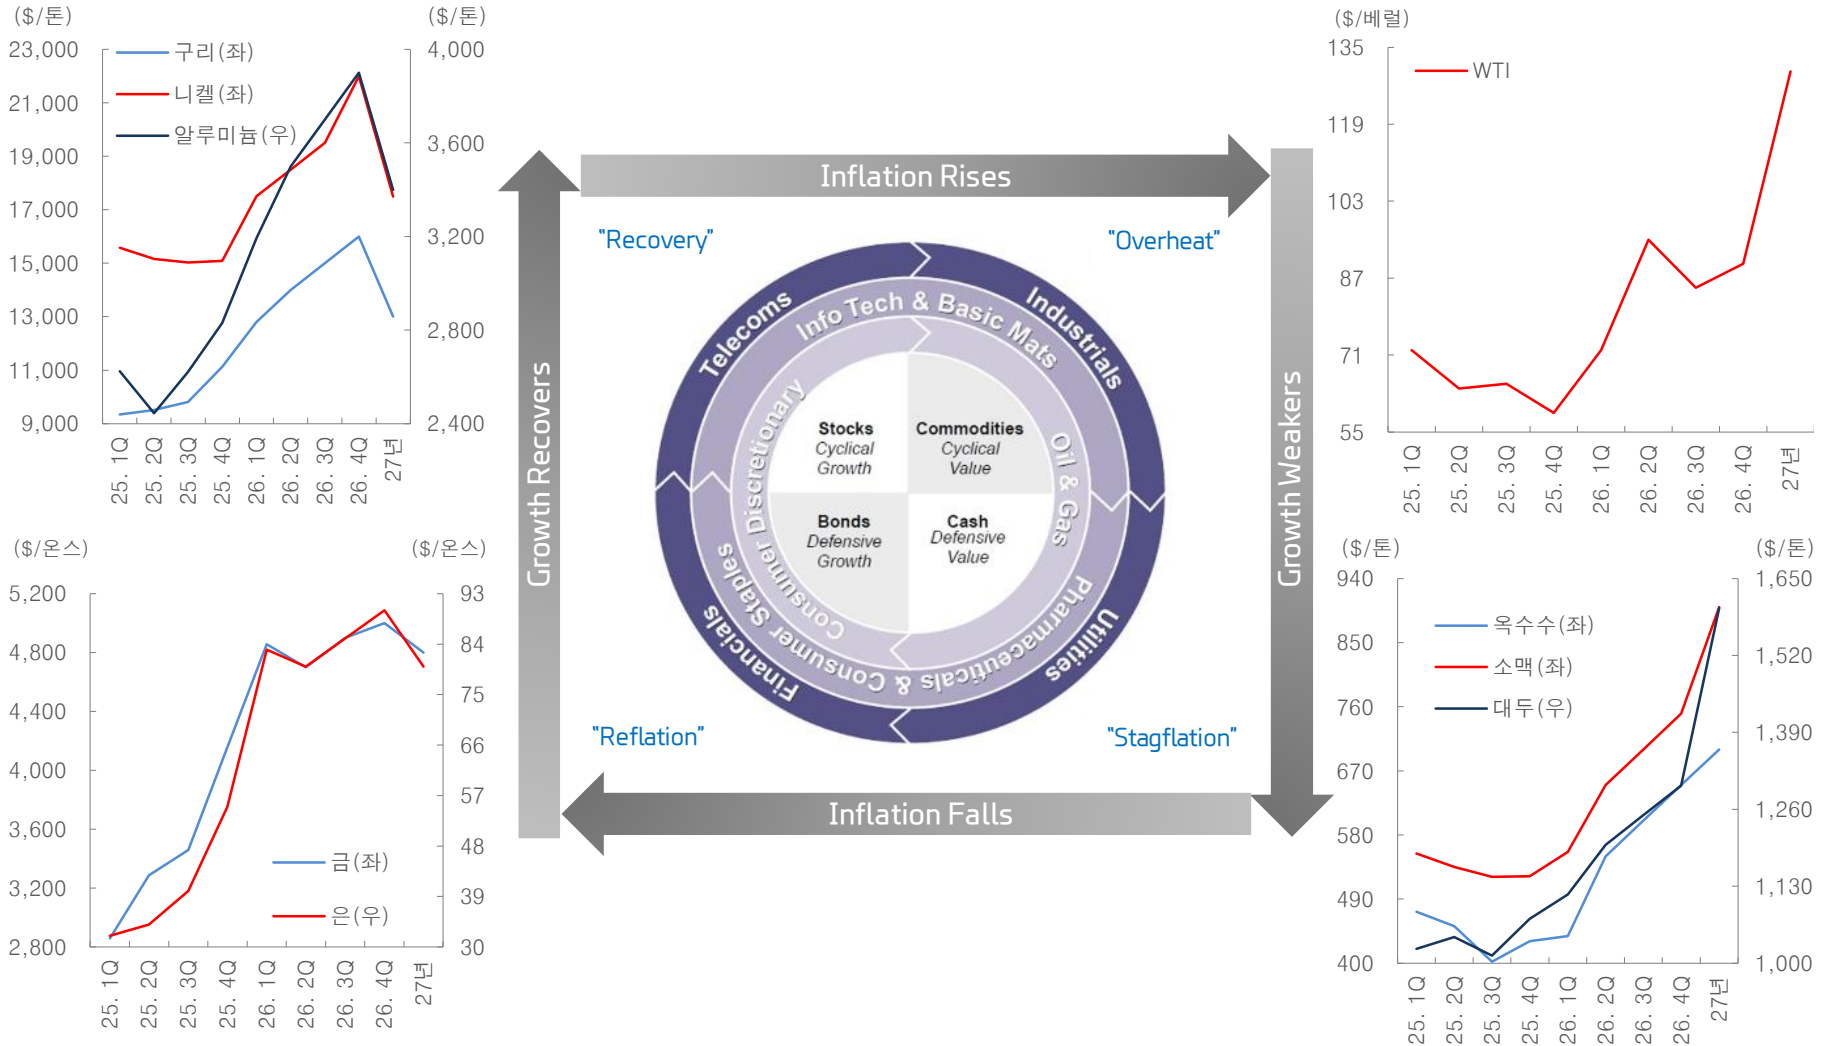 ($/톤)
($/톤)
구리(좌)
니켈(좌)
알루미늄(우)
23,000
21,000
19,000
17,000
15,000
13,000
11,000
9,000
4,000
3,600
3,200
2,800
2,400
25. 1Q
25. 2Q
25. 3Q
25. 4Q
26. 1Q
26. 2Q
26. 3Q
26. 4Q
27년
($/온스)
($/온스)
5,200
4,800
4,400
4,000
3,600
3,200
2,800
93
84
75
66
57
48
39
30
금(좌)
은(우)
25. 1Q
25. 2Q
25. 3Q
25. 4Q
26. 1Q
26. 2Q
26. 3Q
26. 4Q
27년
Inflation Rises
Growth Recovers
Growth Weakers
Inflation Falls
“Recovery”
“Overheat”
“Reflation”
“Stagflation”
Telecoms
Industrials
Utilities
Financials
Info Tech & Basic Mats
Pharmaceuticals & Consumer Staples
Consumer Discretionary
Oil & Gas
Stocks
Cyclical
Growth
Commodities
Cyclical
Value
Bonds
Defensive
Growth
Cash
Defensive
Value
($/베럴)
WTI
135
119
103
87
71
55
25. 1Q
25. 2Q
25. 3Q
25. 4Q
26. 1Q
26. 2Q
26. 3Q
26. 4Q
27년
($/톤)
($/톤)
940
850
760
670
580
490
400
1,650
1,520
1,390
1,260
1,130
1,000
옥수수(좌)
소맥(좌)
대두(우)
25. 1Q
25. 2Q
25. 3Q
25. 4Q
26. 1Q
26. 2Q
26. 3Q
26. 4Q
27년